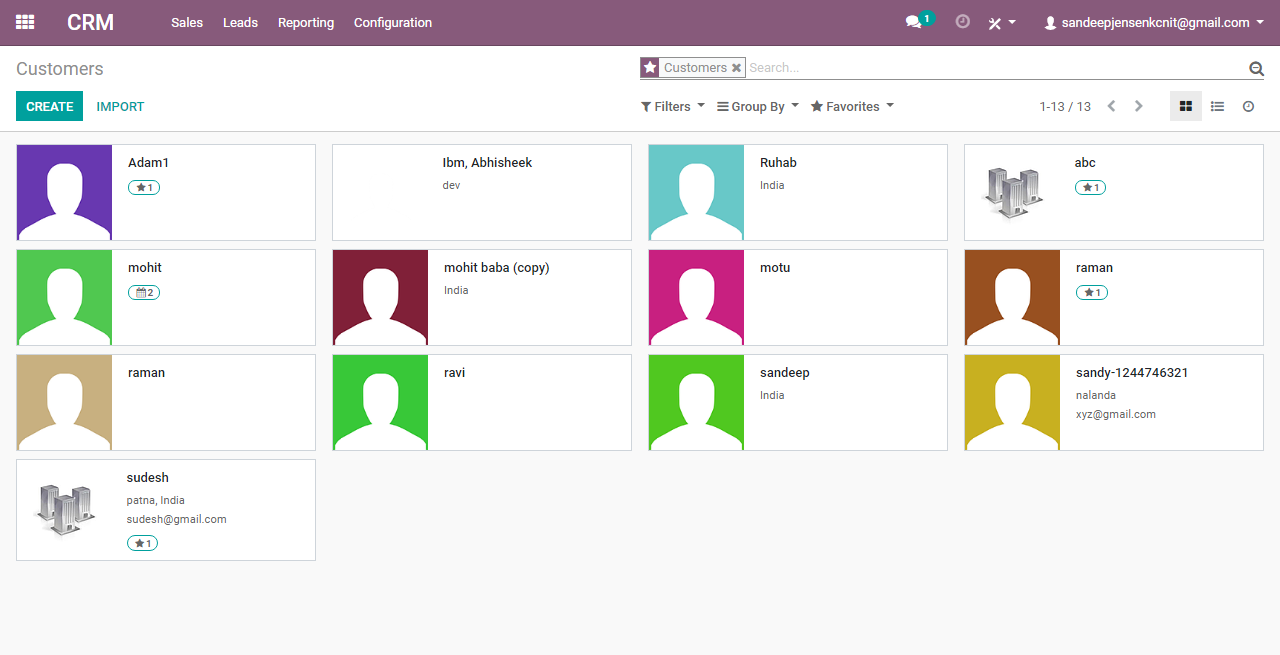 CRM Sales Leads Reporting Configuration 1 sandeepjensenkcnit@gmail.com
Customers
Customers Search...
CREATE IMPORT
Filters Group By Favorites 1-13 / 13
Adam1
1
Ibm, Abhisheek
dev
Ruhab
India
abc
1
mohit
2
mohit baba (copy)
India
motu
raman
1
raman
ravi
sandeep
India
sandy-1244746321
nalanda
xyz@gmail.com
sudesh
patna, India
sudesh@gmail.com
1